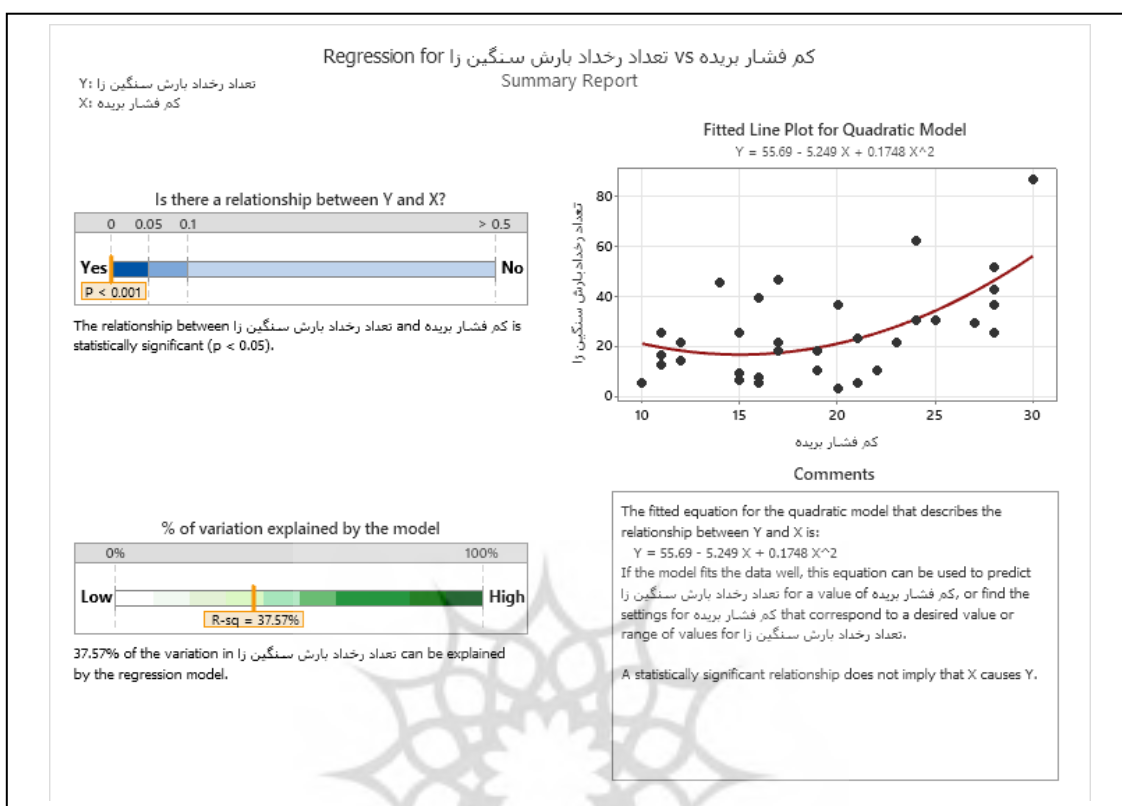 Regression for تعداد رخداد بارش سنگین زا vs کم فشار بریده
Summary Report
Y: تعداد رخداد بارش سنگین زا
X: کم فشار بریده
Is there a relationship between Y and X?
0 0.05 0.1 > 0.5
Yes No
P < 0.001
The relationship between تعداد رخداد بارش سنگین زا and کم فشار بریده is
statistically significant (p < 0.05).
Fitted Line Plot for Quadratic Model
Y = 55.69 - 5.249 X + 0.1748 X^2
تعداد رخداد بارش سنگین زا
80
60
40
20
0
10 15 20 25 30
کم فشار بریده
% of variation explained by the model
0% 100%
Low High
R-sq = 37.57%
37.57% of the variation in تعداد رخداد بارش سنگین زا can be explained
by the regression model.
Comments
The fitted equation for the quadratic model that describes the
relationship between Y and X is:
Y = 55.69 - 5.249 X + 0.1748 X^2
If the model fits the data well, this equation can be used to predict
تعداد رخداد بارش سنگین زا for a value of کم فشار بریده, or find the
settings for کم فشار بریده that correspond to a desired value or
range of values for تعداد رخداد بارش سنگین زا.
A statistically significant relationship does not imply that X causes Y.